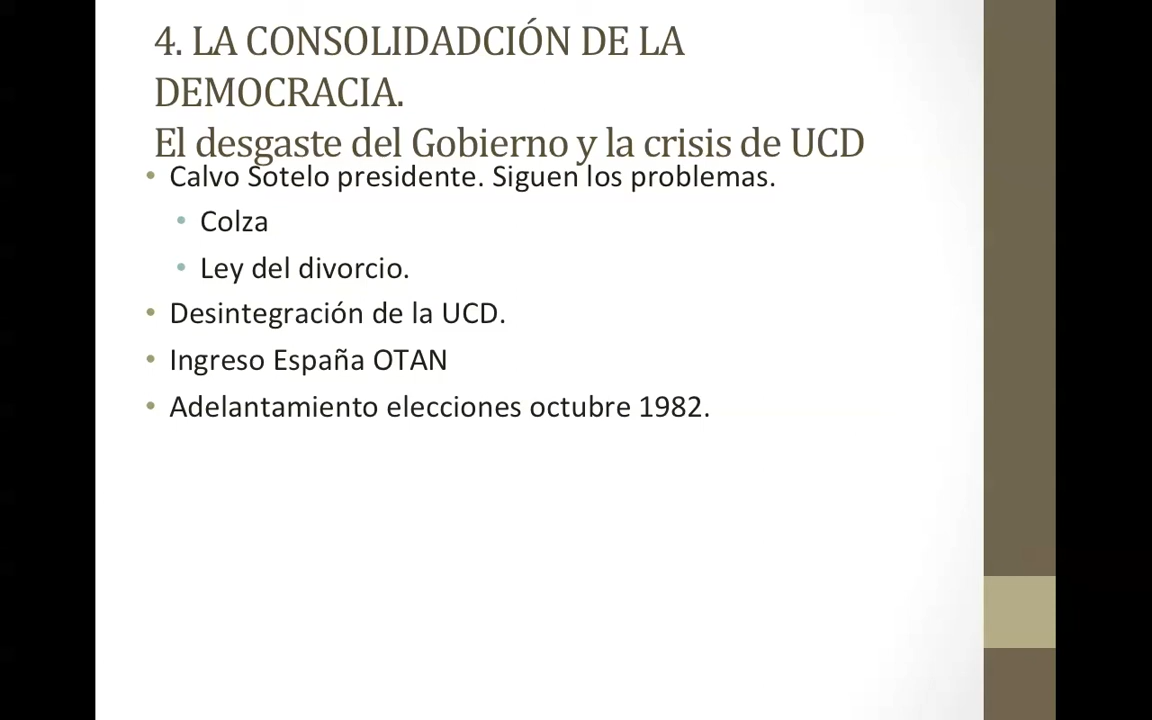 4. LA CONSOLIDADCIÓN DE LA
DEMOCRACIA.
El desgaste del Gobierno y la crisis de UCD
• Calvo Sotelo presidente. Siguen los problemas.
• Colza
• Ley del divorcio.
• Desintegración de la UCD.
• Ingreso España OTAN
• Adelantamiento elecciones octubre 1982.